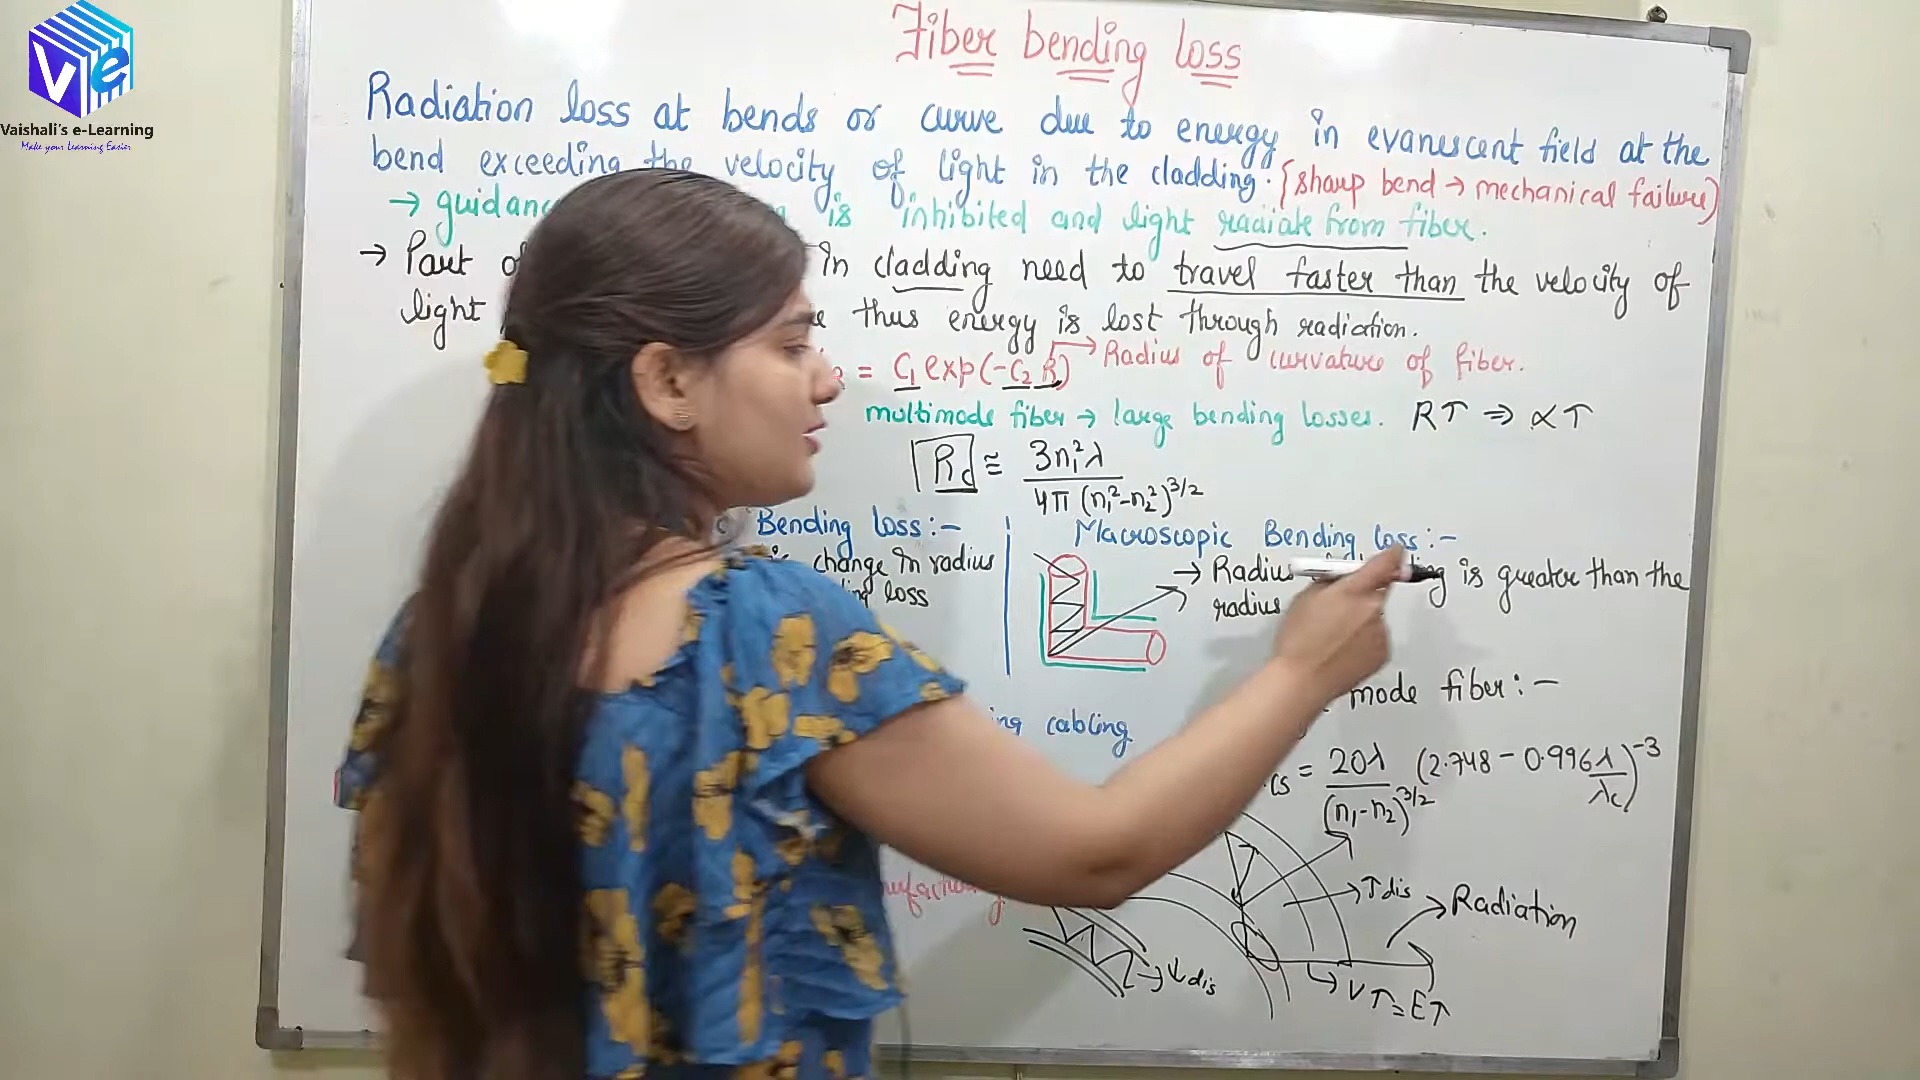 Vaishali's e-Learning
Make your Learning Easier
Fiber bending loss
Radiation loss at bends or curve due to energy in evanescent field at the
bend exceeding the velocity of light in the cladding. {sharp bend → mechanical failure)
→ guidanc is inhibited and light radiate from fiber.
→ Part of in cladding need to travel faster than the velocity of
light thus energy is lost through radiation.
= C₁ exp(-C₂ R) → Radius of curvature of fiber.
multimode fiber → large bending losses. R↑ ⇒ α↑
Rc ≅ 3n₁²λ / 4π (n₁²-n₂²)^3/2
Bending loss:-
change in radius
loss
Macroscopic Bending loss:-
→ Radius is greater than the
radius
cabling
mode fiber:-
cs = 20λ / (n₁-n₂)^3/2 (2.748 - 0.996 λ/λc)^-3
↑dis
Radiation
↓dis
V↑ = E↑